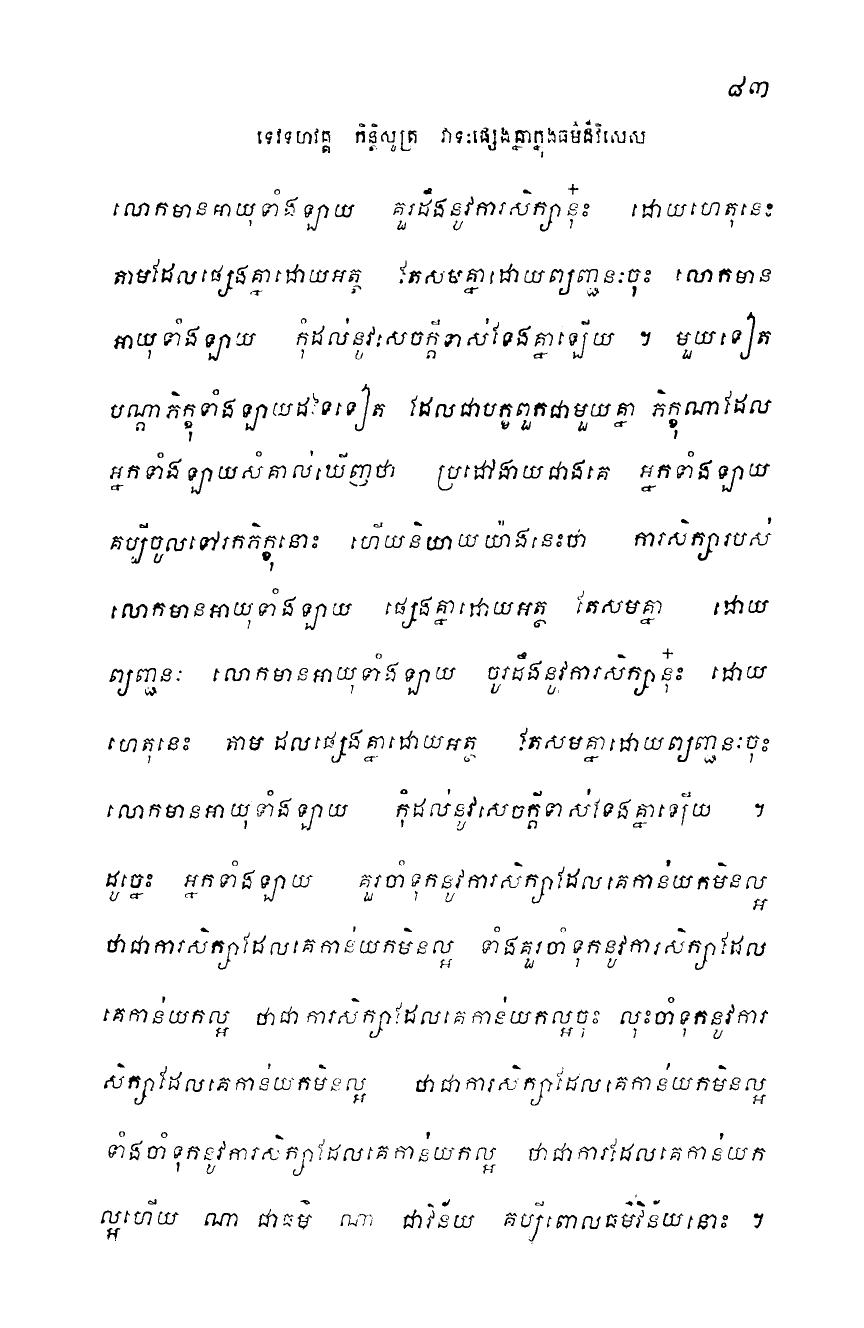 ៨៣
ទេវទហវគ្គ កិន្តិសូត្រ វាទៈផ្សេងគ្នាក្នុងធម៌ដ៏វិសេស
លោកមានអាយុទាំងឡាយ គួរដឹងនូវការសិក្សានុ៎ះ ដោយហេតុនេះ
តាមដែលផ្សេងគ្នាដោយអត្ថ តែសមគ្នាដោយព្យញ្ជនៈចុះ លោកមាន
អាយុទាំងឡាយ កុំដល់នូវសេចក្តីទាស់ទែងគ្នាឡើយ ។ មួយទៀត
បណ្តាភិក្ខុទាំងឡាយដទៃទៀត ដែលជាបក្ខពួកជាមួយគ្នា ភិក្ខុណាដែល
អ្នកទាំងឡាយសំគាល់ឃើញថា ប្រដៅងាយជាងគេ អ្នកទាំងឡាយ
គប្បីចូលទៅរកភិក្ខុនោះ ហើយនិយាយយ៉ាងនេះថា ការសិក្សារបស់
លោកមានអាយុទាំងឡាយ ផ្សេងគ្នាដោយអត្ថ តែសមគ្នា ដោយ
ព្យញ្ជនៈ លោកមានអាយុទាំងឡាយ ចូរដឹងនូវការសិក្សានុ៎ះ ដោយ
ហេតុនេះ តាមដែលផ្សេងគ្នាដោយអត្ថ តែសមគ្នាដោយព្យញ្ជនៈចុះ
លោកមានអាយុទាំងឡាយ កុំដល់នូវសេចក្តីទាស់ទែងគ្នាឡើយ ។
ដូច្នេះ អ្នកទាំងឡាយ គួរចាំទុកនូវការសិក្សាដែលគេកាន់យកមិនល្អ
ថាជាការសិក្សាដែលគេកាន់យកមិនល្អ ទាំងគួរចាំទុកនូវការសិក្សាដែល
គេកាន់យកល្អ ថាជាការសិក្សាដែលគេកាន់យកល្អចុះ លុះចាំទុកនូវការ
សិក្សាដែលគេកាន់យកមិនល្អ ថាជាការសិក្សាដែលគេកាន់យកមិនល្អ
ទាំងចាំទុកនូវការសិក្សាដែលគេកាន់យកល្អ ថាជាការដែលគេកាន់យក
ល្អហើយ ណា ជាធម៌ ណា ជាវិន័យ គប្បីពោលធម៌វិន័យនោះ ។